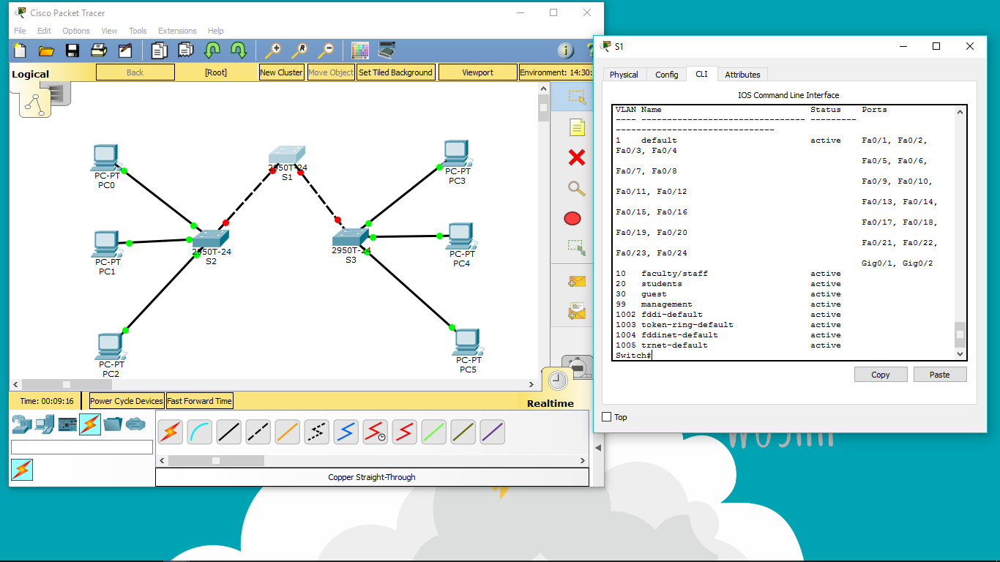 Cisco Packet Tracer
File Edit Options View Tools Extensions Help
Logical Back [Root] New Cluster Move Object Set Tiled Background Viewport Environment: 14:30:
PC-PT
PC0
2950T-24
S1
PC-PT
PC3
PC-PT
PC1
2950T-24
S2
2950T-24
S3
PC-PT
PC4
PC-PT
PC2
PC-PT
PC5
Time: 00:09:16 Power Cycle Devices Fast Forward Time Realtime
Copper Straight-Through
S1
Physical Config CLI Attributes
IOS Command Line Interface
VLAN Name Status Ports
---- -------------------------------- ---------
-------------------------------
1 default active Fa0/1, Fa0/2,
Fa0/3, Fa0/4
Fa0/5, Fa0/6,
Fa0/7, Fa0/8
Fa0/9, Fa0/10,
Fa0/11, Fa0/12
Fa0/13, Fa0/14,
Fa0/15, Fa0/16
Fa0/17, Fa0/18,
Fa0/19, Fa0/20
Fa0/21, Fa0/22,
Fa0/23, Fa0/24
Gig0/1, Gig0/2
10 faculty/staff active
20 students active
30 guest active
99 management active
1002 fddi-default active
1003 token-ring-default active
1004 fddinet-default active
1005 trnet-default active
Switch#
Copy Paste
Top